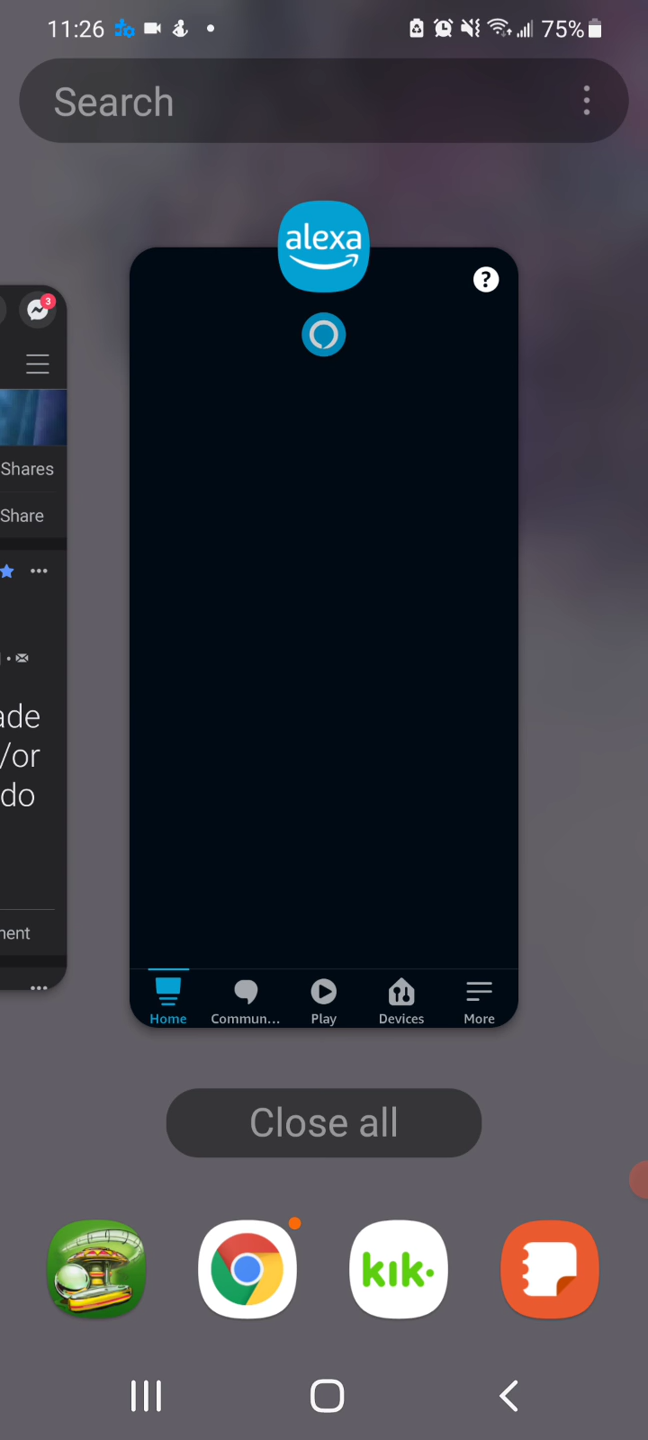 11:26
75%
Search
alexa
?
3
Shares
Share
ade
/or
do
nent
Home
Commun...
Play
Devices
More
Close all
kik·